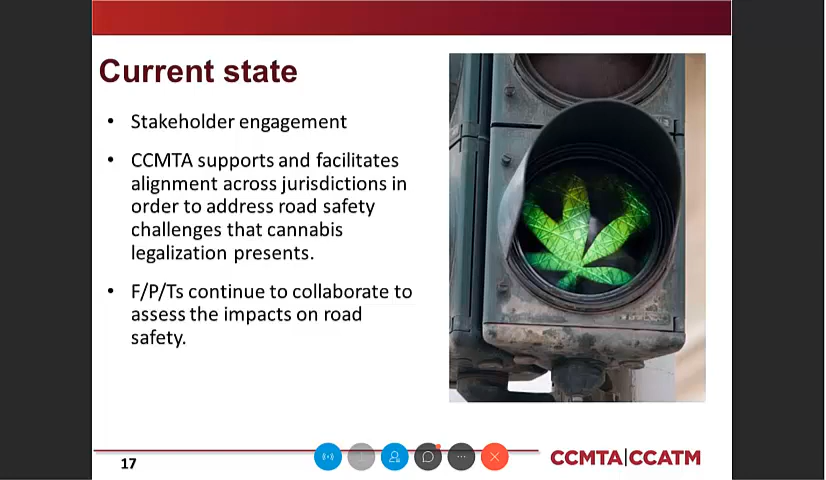 Current state
• Stakeholder engagement
• CCMTA supports and facilitates
alignment across jurisdictions in
order to address road safety
challenges that cannabis
legalization presents.
• F/P/Ts continue to collaborate to
assess the impacts on road
safety.
17
CCMTA|CCATM